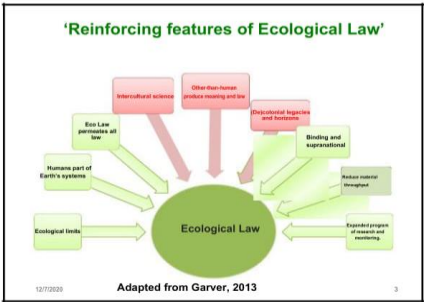 ‘Reinforcing features of Ecological Law’
Other-than-human
produce meaning and law
Intercultural science
(De)colonial legacies
and horizons
Eco Law
permeates all
law
Binding and
supranational
Humans part of
Earth's systems
Reduce material
throughput
Ecological limits
Ecological Law
Expanded program
of research and
monitoring.
12/7/2020
Adapted from Garver, 2013
3